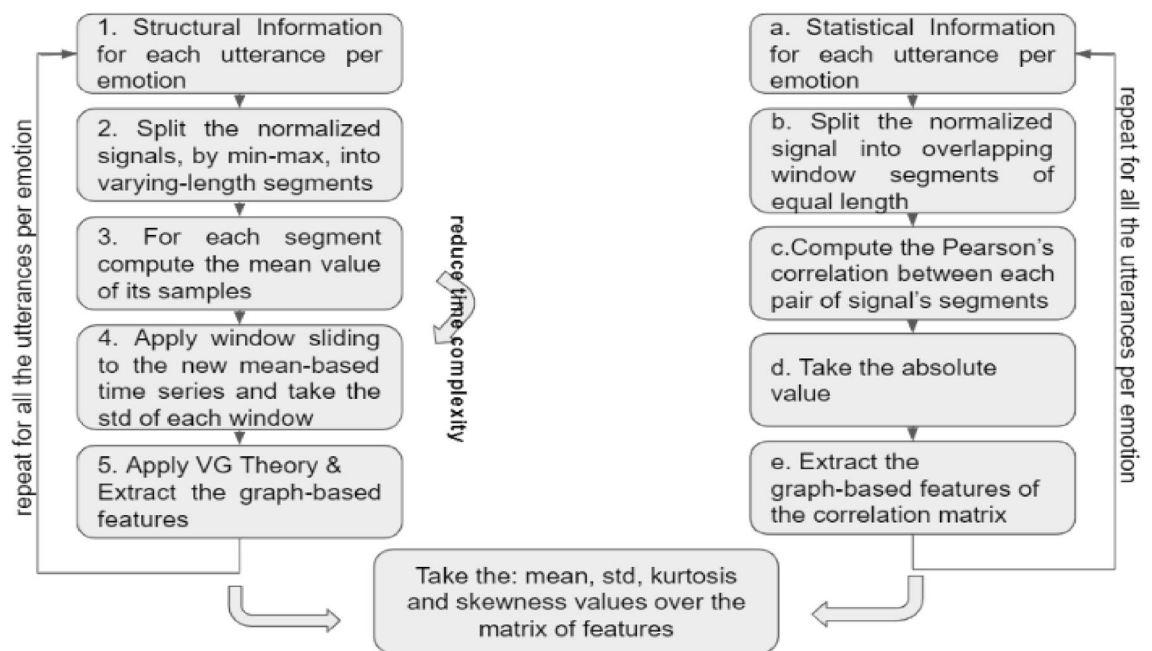 1. Structural Information
for each utterance per
emotion
2. Split the normalized
signals, by min-max, into
varying-length segments
3. For each segment
compute the mean value
of its samples
4. Apply window sliding
to the new mean-based
time series and take the
std of each window
5. Apply VG Theory &
Extract the graph-based
features
repeat for all the utterances per emotion
reduce time complexity
a. Statistical Information
for each utterance per
emotion
b. Split the normalized
signal into overlapping
window segments of
equal length
c.Compute the Pearson's
correlation between each
pair of signal's segments
d. Take the absolute
value
e. Extract the
graph-based features of
the correlation matrix
repeat for all the utterances per emotion
Take the: mean, std, kurtosis
and skewness values over the
matrix of features